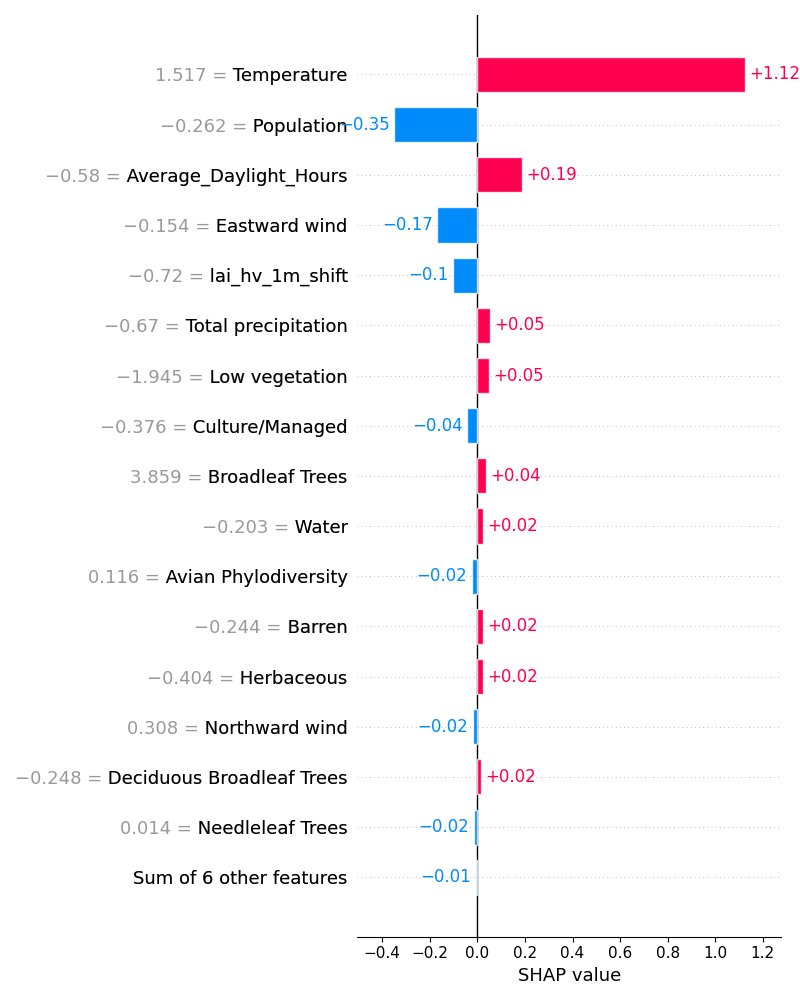 1.517 = Temperature +1.12
−0.262 = Population −0.35
−0.58 = Average_Daylight_Hours +0.19
−0.154 = Eastward wind −0.17
−0.72 = lai_hv_1m_shift −0.1
−0.67 = Total precipitation +0.05
−1.945 = Low vegetation +0.05
−0.376 = Culture/Managed −0.04
3.859 = Broadleaf Trees +0.04
−0.203 = Water +0.02
0.116 = Avian Phylodiversity −0.02
−0.244 = Barren +0.02
−0.404 = Herbaceous +0.02
0.308 = Northward wind −0.02
−0.248 = Deciduous Broadleaf Trees +0.02
0.014 = Needleleaf Trees −0.02
Sum of 6 other features −0.01
−0.4 −0.2 0.0 0.2 0.4 0.6 0.8 1.0 1.2
SHAP value